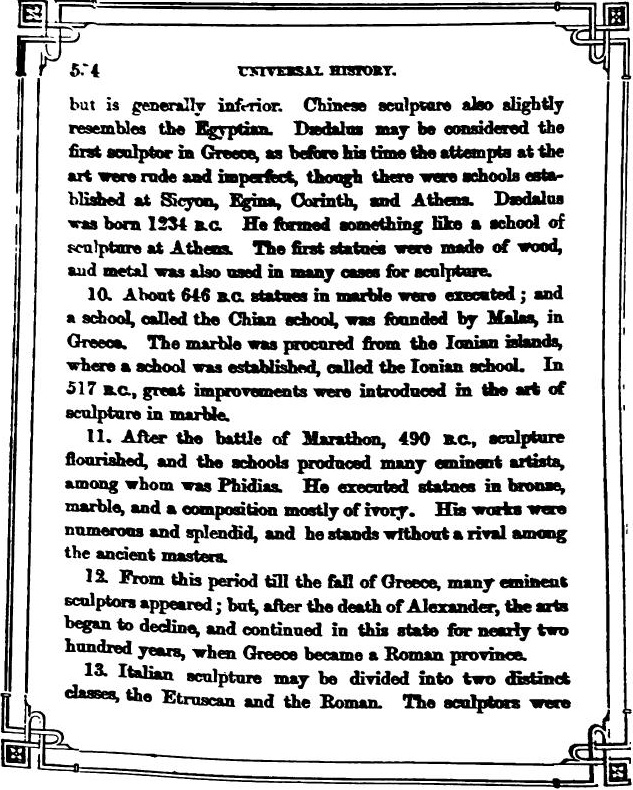 5 4 UNIVERSAL HISTORY.
but is generally inferior. Chinese sculpture also slightly
resembles the Egyptian. Dædalus may be considered the
first sculptor in Greece, as before his time the attempts at the
art were rude and imperfect, though there were schools esta-
blished at Sicyon, Egina, Corinth, and Athens. Dædalus
was born 1234 B.C. He formed something like a school of
sculpture at Athens. The first statues were made of wood,
and metal was also used in many cases for sculpture.
10. About 646 B.C. statues in marble were executed; and
a school, called the Chian school, was founded by Malas, in
Greece. The marble was procured from the Ionian islands,
where a school was established, called the Ionian school. In
517 B.C., great improvements were introduced in the art of
sculpture in marble.
11. After the battle of Marathon, 490 B.C., sculpture
flourished, and the schools produced many eminent artists,
among whom was Phidias. He executed statues in bronze,
marble, and a composition mostly of ivory. His works were
numerous and splendid, and he stands without a rival among
the ancient masters.
12. From this period till the fall of Greece, many eminent
sculptors appeared; but, after the death of Alexander, the arts
began to decline, and continued in this state for nearly two
hundred years, when Greece became a Roman province.
13. Italian sculpture may be divided into two distinct
classes, the Etruscan and the Roman. The sculptors were